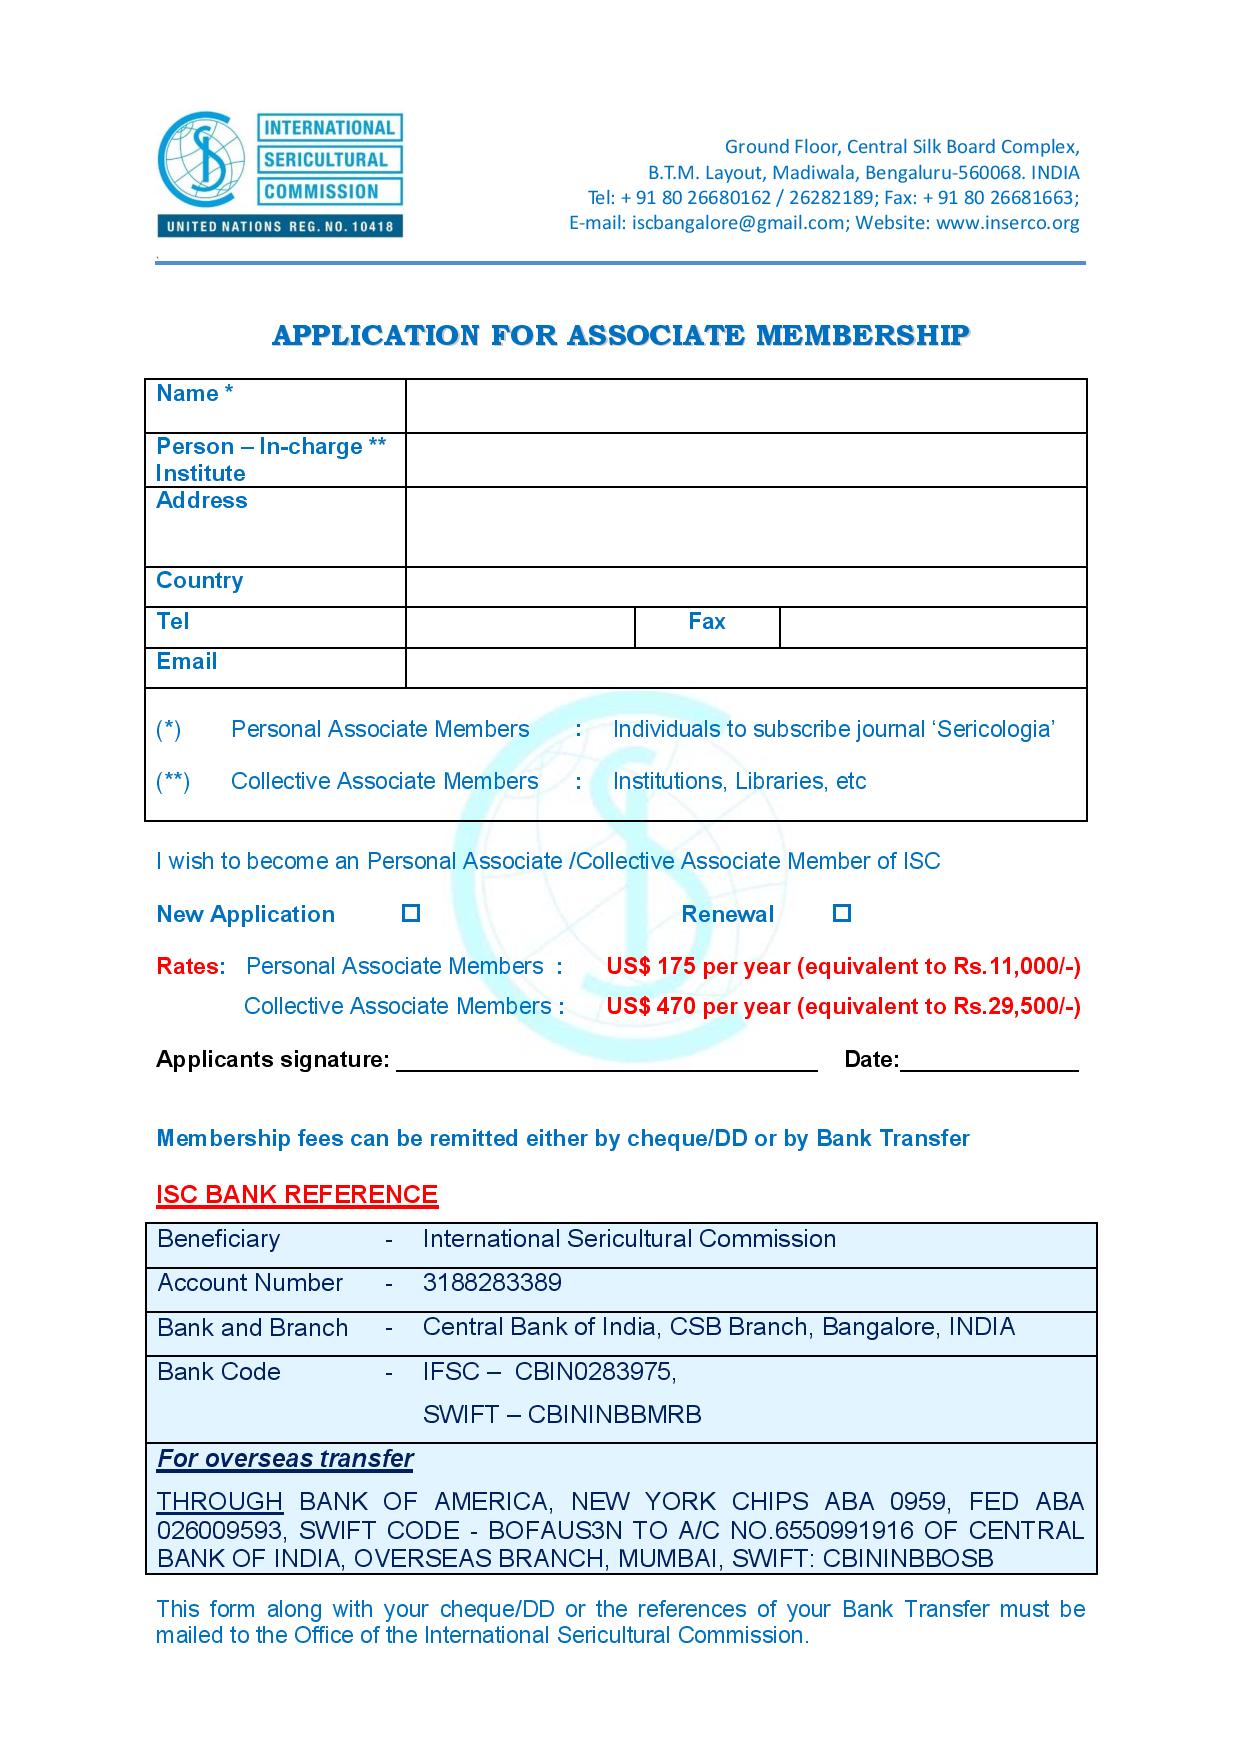 INTERNATIONAL
SERICULTURAL
COMMISSION
UNITED NATIONS REG. NO. 10418
Ground Floor, Central Silk Board Complex,
B.T.M. Layout, Madiwala, Bengaluru-560068. INDIA
Tel: + 91 80 26680162 / 26282189; Fax: + 91 80 26681663;
E-mail: iscbangalore@gmail.com; Website: www.inserco.org
APPLICATION FOR ASSOCIATE MEMBERSHIP
Name *
Person – In-charge **
Institute
Address
Country
Tel Fax
Email
(*) Personal Associate Members : Individuals to subscribe journal ‘Sericologia’
(**) Collective Associate Members : Institutions, Libraries, etc
I wish to become an Personal Associate /Collective Associate Member of ISC
New Application ☐ Renewal ☐
Rates: Personal Associate Members : US$ 175 per year (equivalent to Rs.11,000/-)
Collective Associate Members : US$ 470 per year (equivalent to Rs.29,500/-)
Applicants signature: ______________________ Date:______________
Membership fees can be remitted either by cheque/DD or by Bank Transfer
ISC BANK REFERENCE
Beneficiary - International Sericultural Commission
Account Number - 3188283389
Bank and Branch - Central Bank of India, CSB Branch, Bangalore, INDIA
Bank Code - IFSC – CBIN0283975,
SWIFT – CBININBBMRB
For overseas transfer
THROUGH BANK OF AMERICA, NEW YORK CHIPS ABA 0959, FED ABA
026009593, SWIFT CODE - BOFAUS3N TO A/C NO.6550991916 OF CENTRAL
BANK OF INDIA, OVERSEAS BRANCH, MUMBAI, SWIFT: CBININBBOSB
This form along with your cheque/DD or the references of your Bank Transfer must be
mailed to the Office of the International Sericultural Commission.